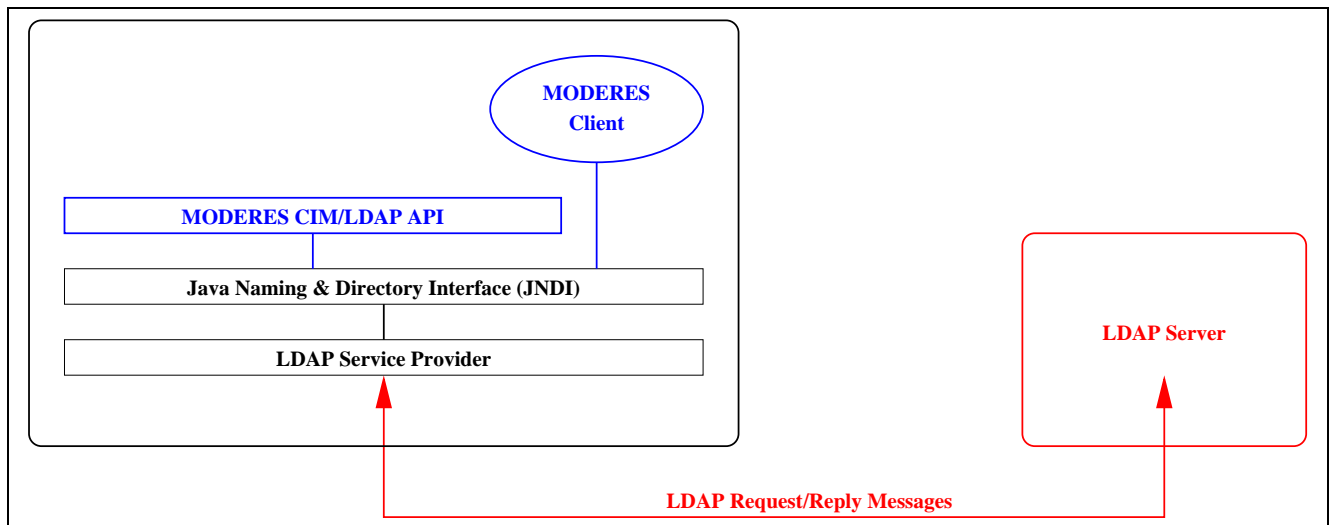 MODERES
Client
MODERES CIM/LDAP API
Java Naming & Directory Interface (JNDI)
LDAP Service Provider
LDAP Server
LDAP Request/Reply Messages